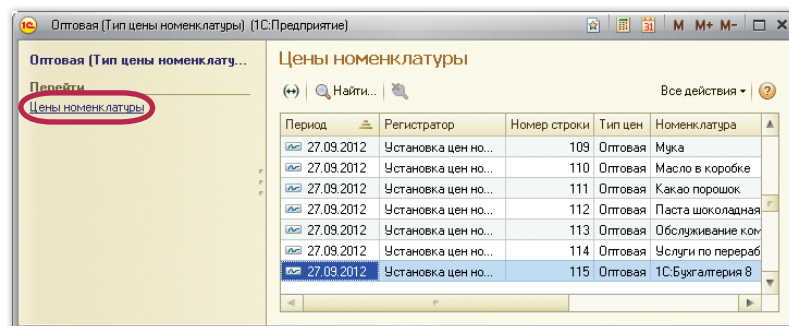 Оптовая (Тип цены номенклатуры) (1С:Предприятие)
31 M M+ M-
Оптовая (Тип цены номенклату...
Перейти
Цены номенклатуры
Цены номенклатуры
Найти... Все действия
Период Регистратор Номер строки Тип цен Номенклатура
27.09.2012 Установка цен но... 109 Оптовая Мука
27.09.2012 Установка цен но... 110 Оптовая Масло в коробке
27.09.2012 Установка цен но... 111 Оптовая Какао порошок
27.09.2012 Установка цен но... 112 Оптовая Паста шоколадная
27.09.2012 Установка цен но... 113 Оптовая Обслуживание ком
27.09.2012 Установка цен но... 114 Оптовая Услуги по перераб
27.09.2012 Установка цен но... 115 Оптовая 1С:Бухгалтерия 8